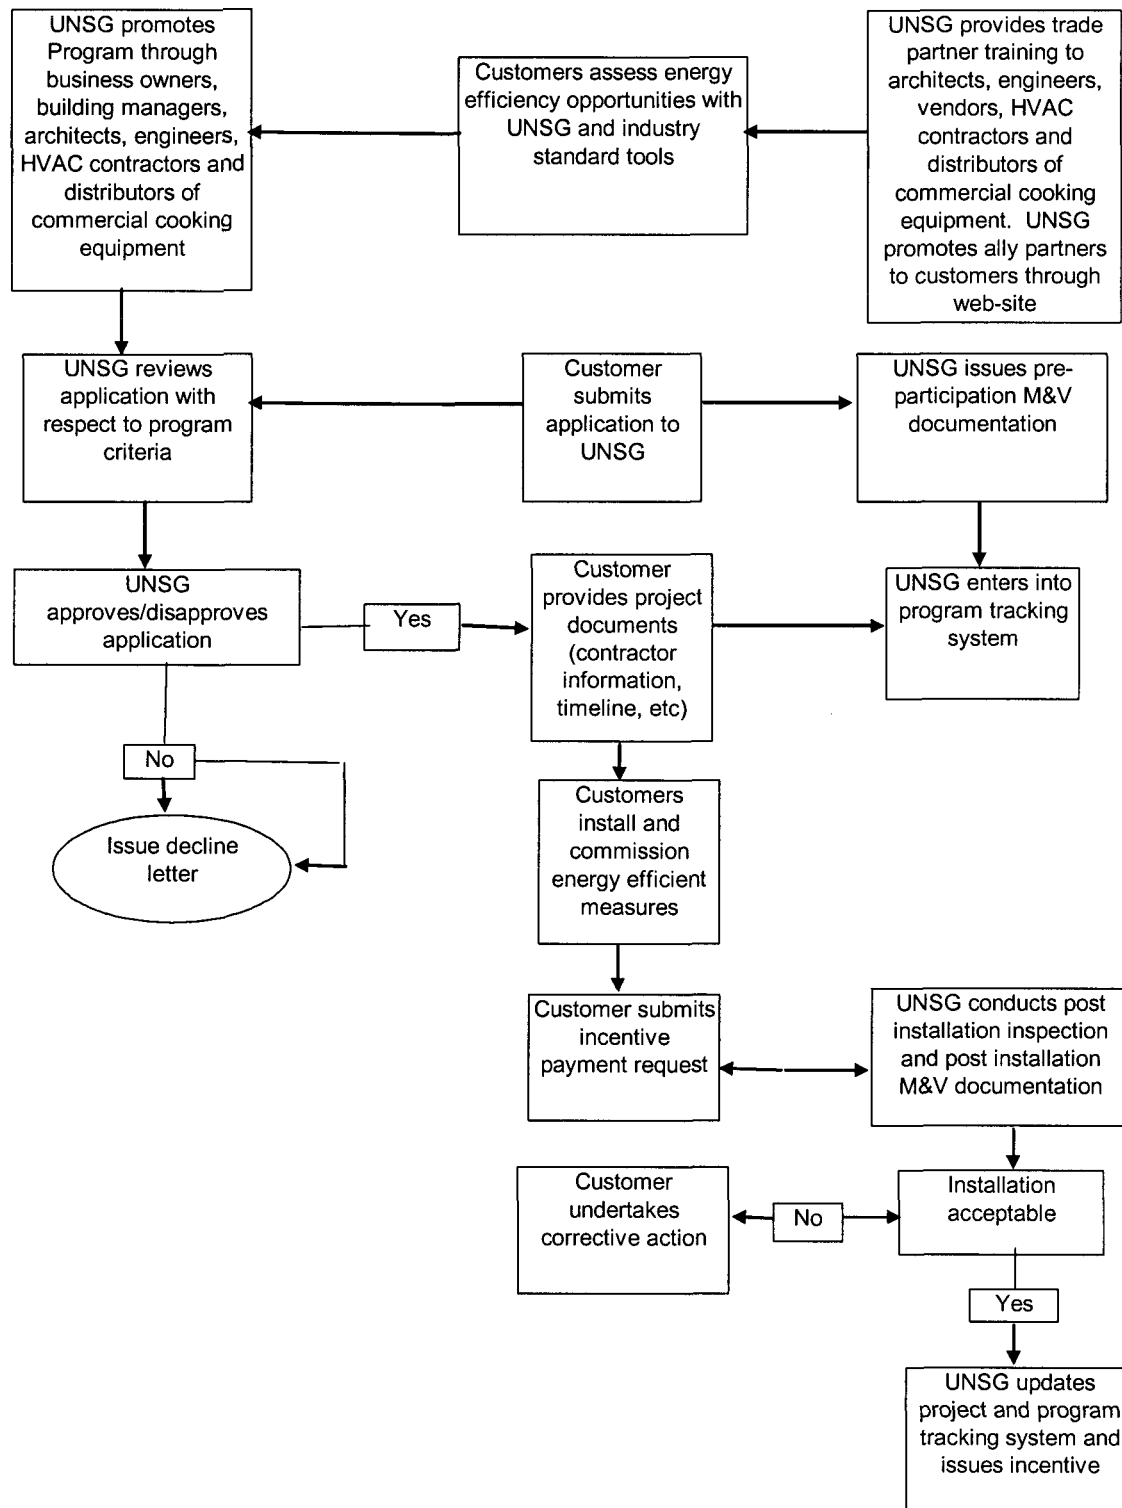 UNSG promotes
Program through
business owners,
building managers,
architects, engineers,
HVAC contractors and
distributors of
commercial cooking
equipment
Customers assess energy
efficiency opportunities with
UNSG and industry
standard tools
UNSG provides trade
partner training to
architects, engineers,
vendors, HVAC
contractors and
distributors of
commercial cooking
equipment.  UNSG
promotes ally partners
to customers through
web-site
UNSG reviews
application with
respect to program
criteria
Customer
submits
application to
UNSG
UNSG issues pre-
participation M&V
documentation
UNSG
approves/disapproves
application
Yes
Customer
provides project
documents
(contractor
information,
timeline, etc)
UNSG enters into
program tracking
system
No
Issue decline
letter
Customers
install and
commission
energy efficient
measures
Customer submits
incentive
payment request
UNSG conducts post
installation inspection
and post installation
M&V documentation
Customer
undertakes
corrective action
No
Installation
acceptable
Yes
UNSG updates
project and program
tracking system and
issues incentive